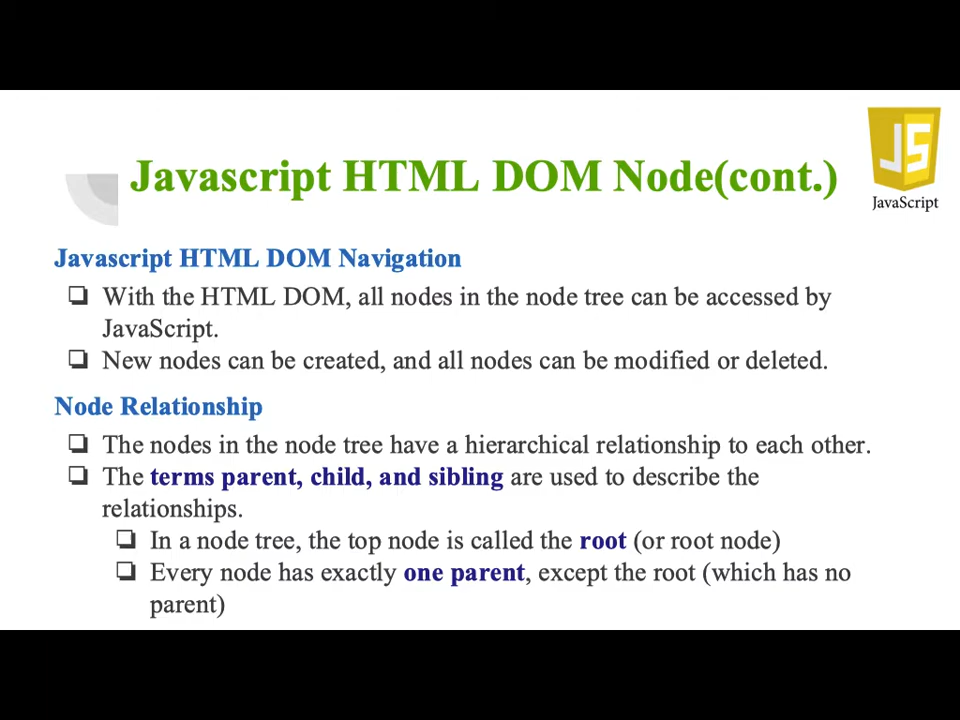 JS
JavaScript
Javascript HTML DOM Node(cont.)
Javascript HTML DOM Navigation
❑ With the HTML DOM, all nodes in the node tree can be accessed by
JavaScript.
❑ New nodes can be created, and all nodes can be modified or deleted.
Node Relationship
❑ The nodes in the node tree have a hierarchical relationship to each other.
❑ The terms parent, child, and sibling are used to describe the
relationships.
❑ In a node tree, the top node is called the root (or root node)
❑ Every node has exactly one parent, except the root (which has no
parent)